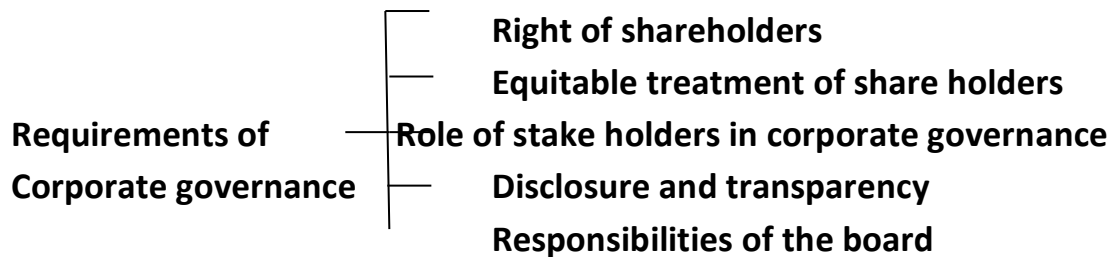 Right of shareholders
Equitable treatment of share holders
Requirements of Role of stake holders in corporate governance
Corporate governance Disclosure and transparency
Responsibilities of the board